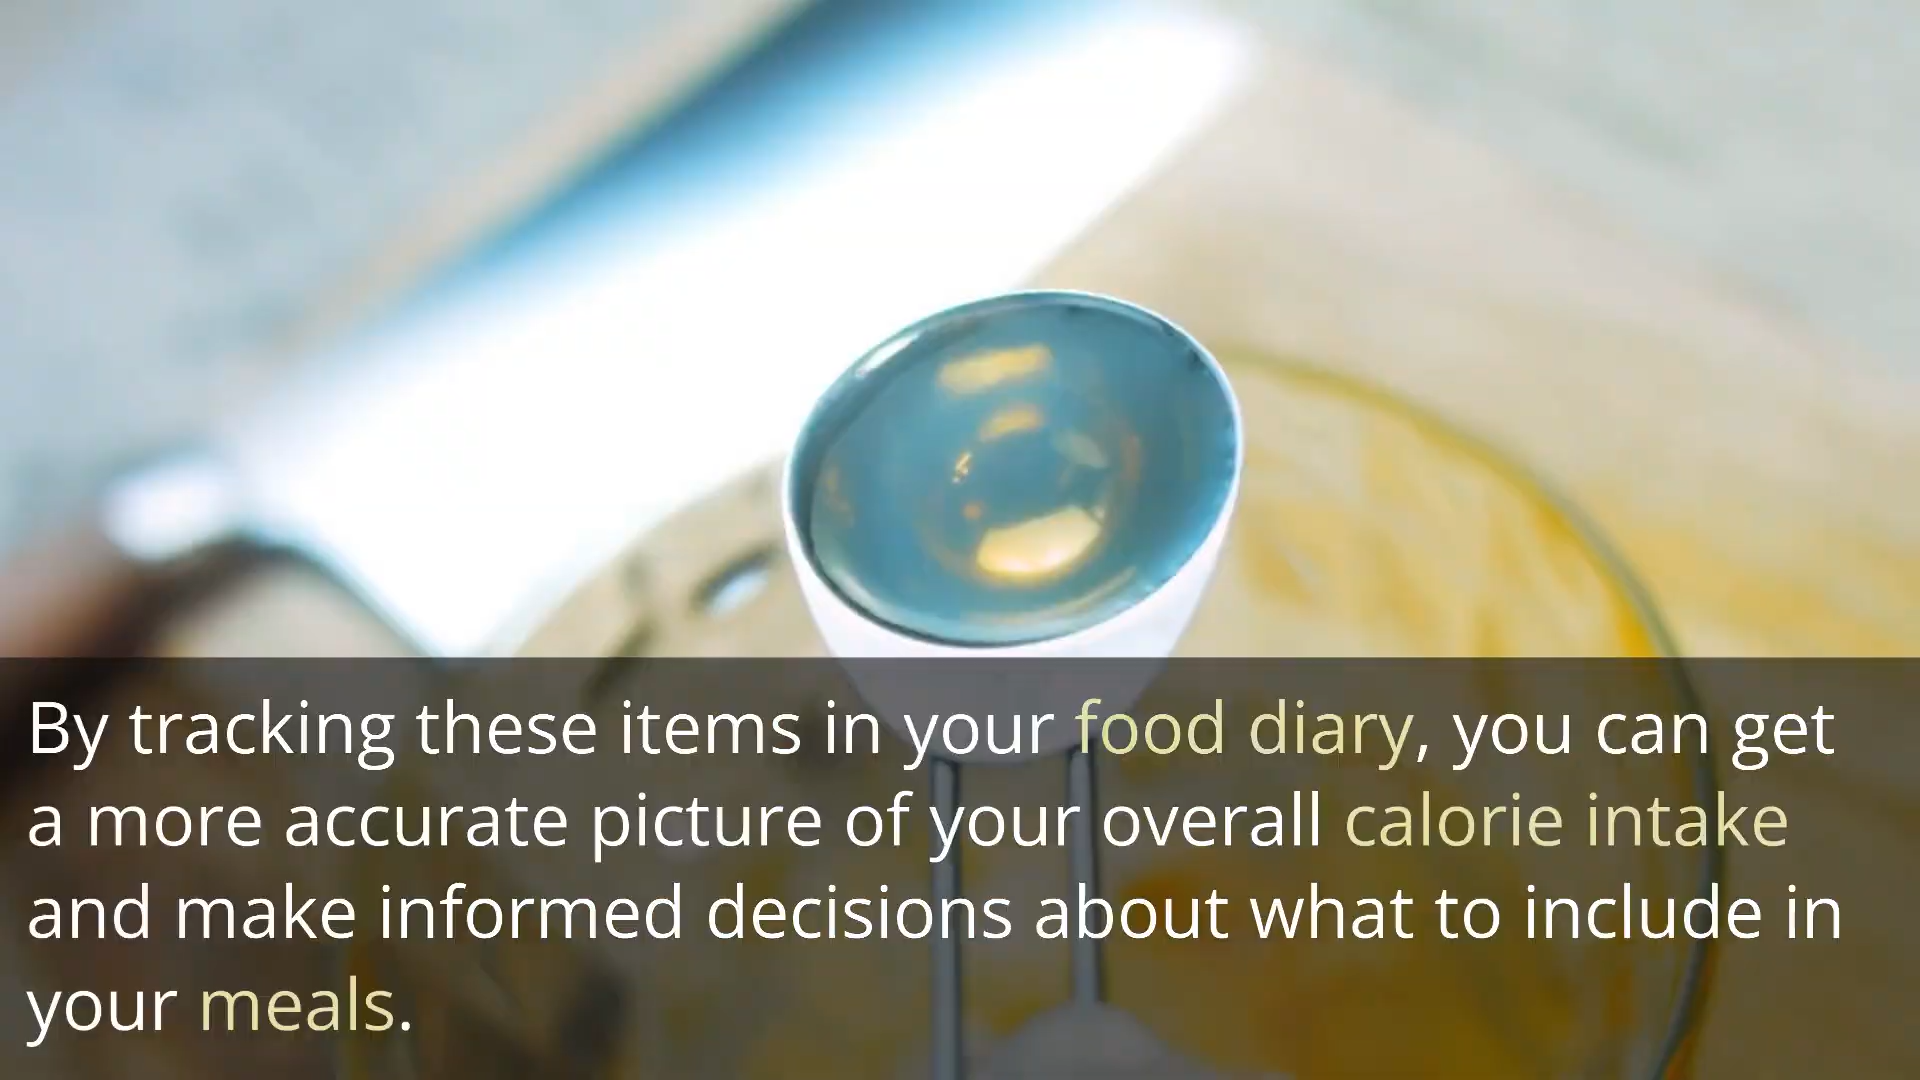 By tracking these items in your food diary, you can get
a more accurate picture of your overall calorie intake
and make informed decisions about what to include in
your meals.